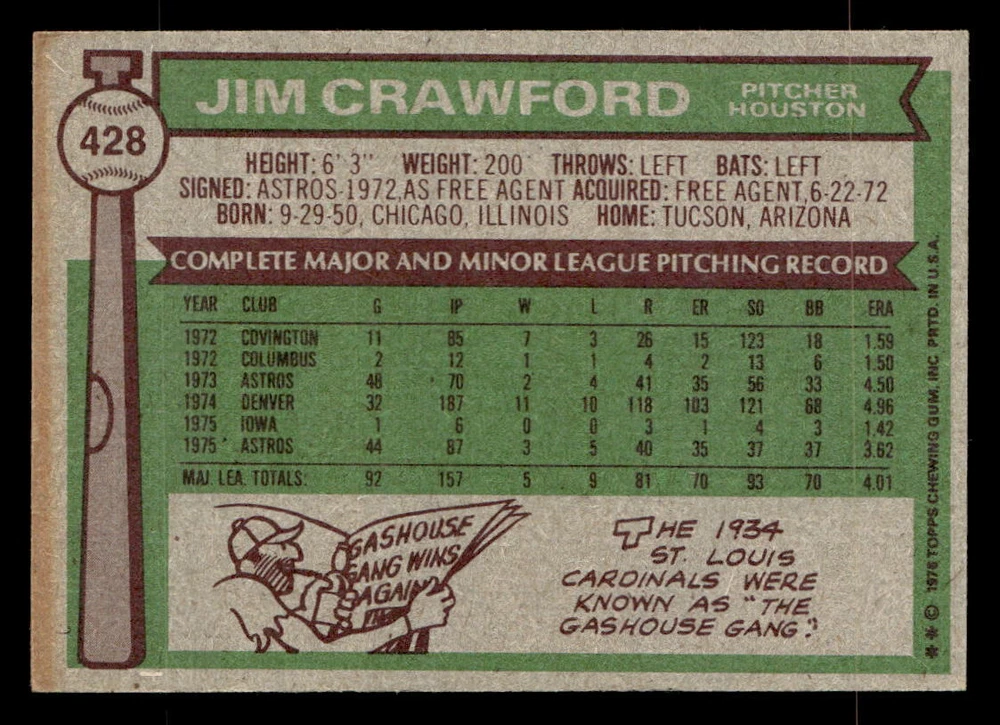 428
JIM CRAWFORD
PITCHER
HOUSTON
HEIGHT: 6' 3" WEIGHT: 200 THROWS: LEFT BATS: LEFT
SIGNED: ASTROS-1972, AS FREE AGENT ACQUIRED: FREE AGENT, 6-22-72
BORN: 9-29-50, CHICAGO, ILLINOIS HOME: TUCSON, ARIZONA
COMPLETE MAJOR AND MINOR LEAGUE PITCHING RECORD
YEAR CLUB G IP W L R ER SO BB ERA
1972 COVINGTON 11 85 7 3 26 15 123 18 1.59
1972 COLUMBUS 2 12 1 1 4 2 13 6 1.50
1973 ASTROS 48 70 2 4 41 35 56 33 4.50
1974 DENVER 32 187 11 10 118 103 121 68 4.96
1975 IOWA 1 6 0 0 3 1 4 3 1.42
1975 ASTROS 44 87 3 5 40 35 37 37 3.62
MAJ. LEA. TOTALS: 92 157 5 9 81 70 93 70 4.01
GASHOUSE
GANG WINS
AGAIN
THE 1934
ST. LOUIS
CARDINALS WERE
KNOWN AS "THE
GASHOUSE GANG."
** © 1976 TOPPS CHEWING GUM, INC. PRTD. IN U.S.A.